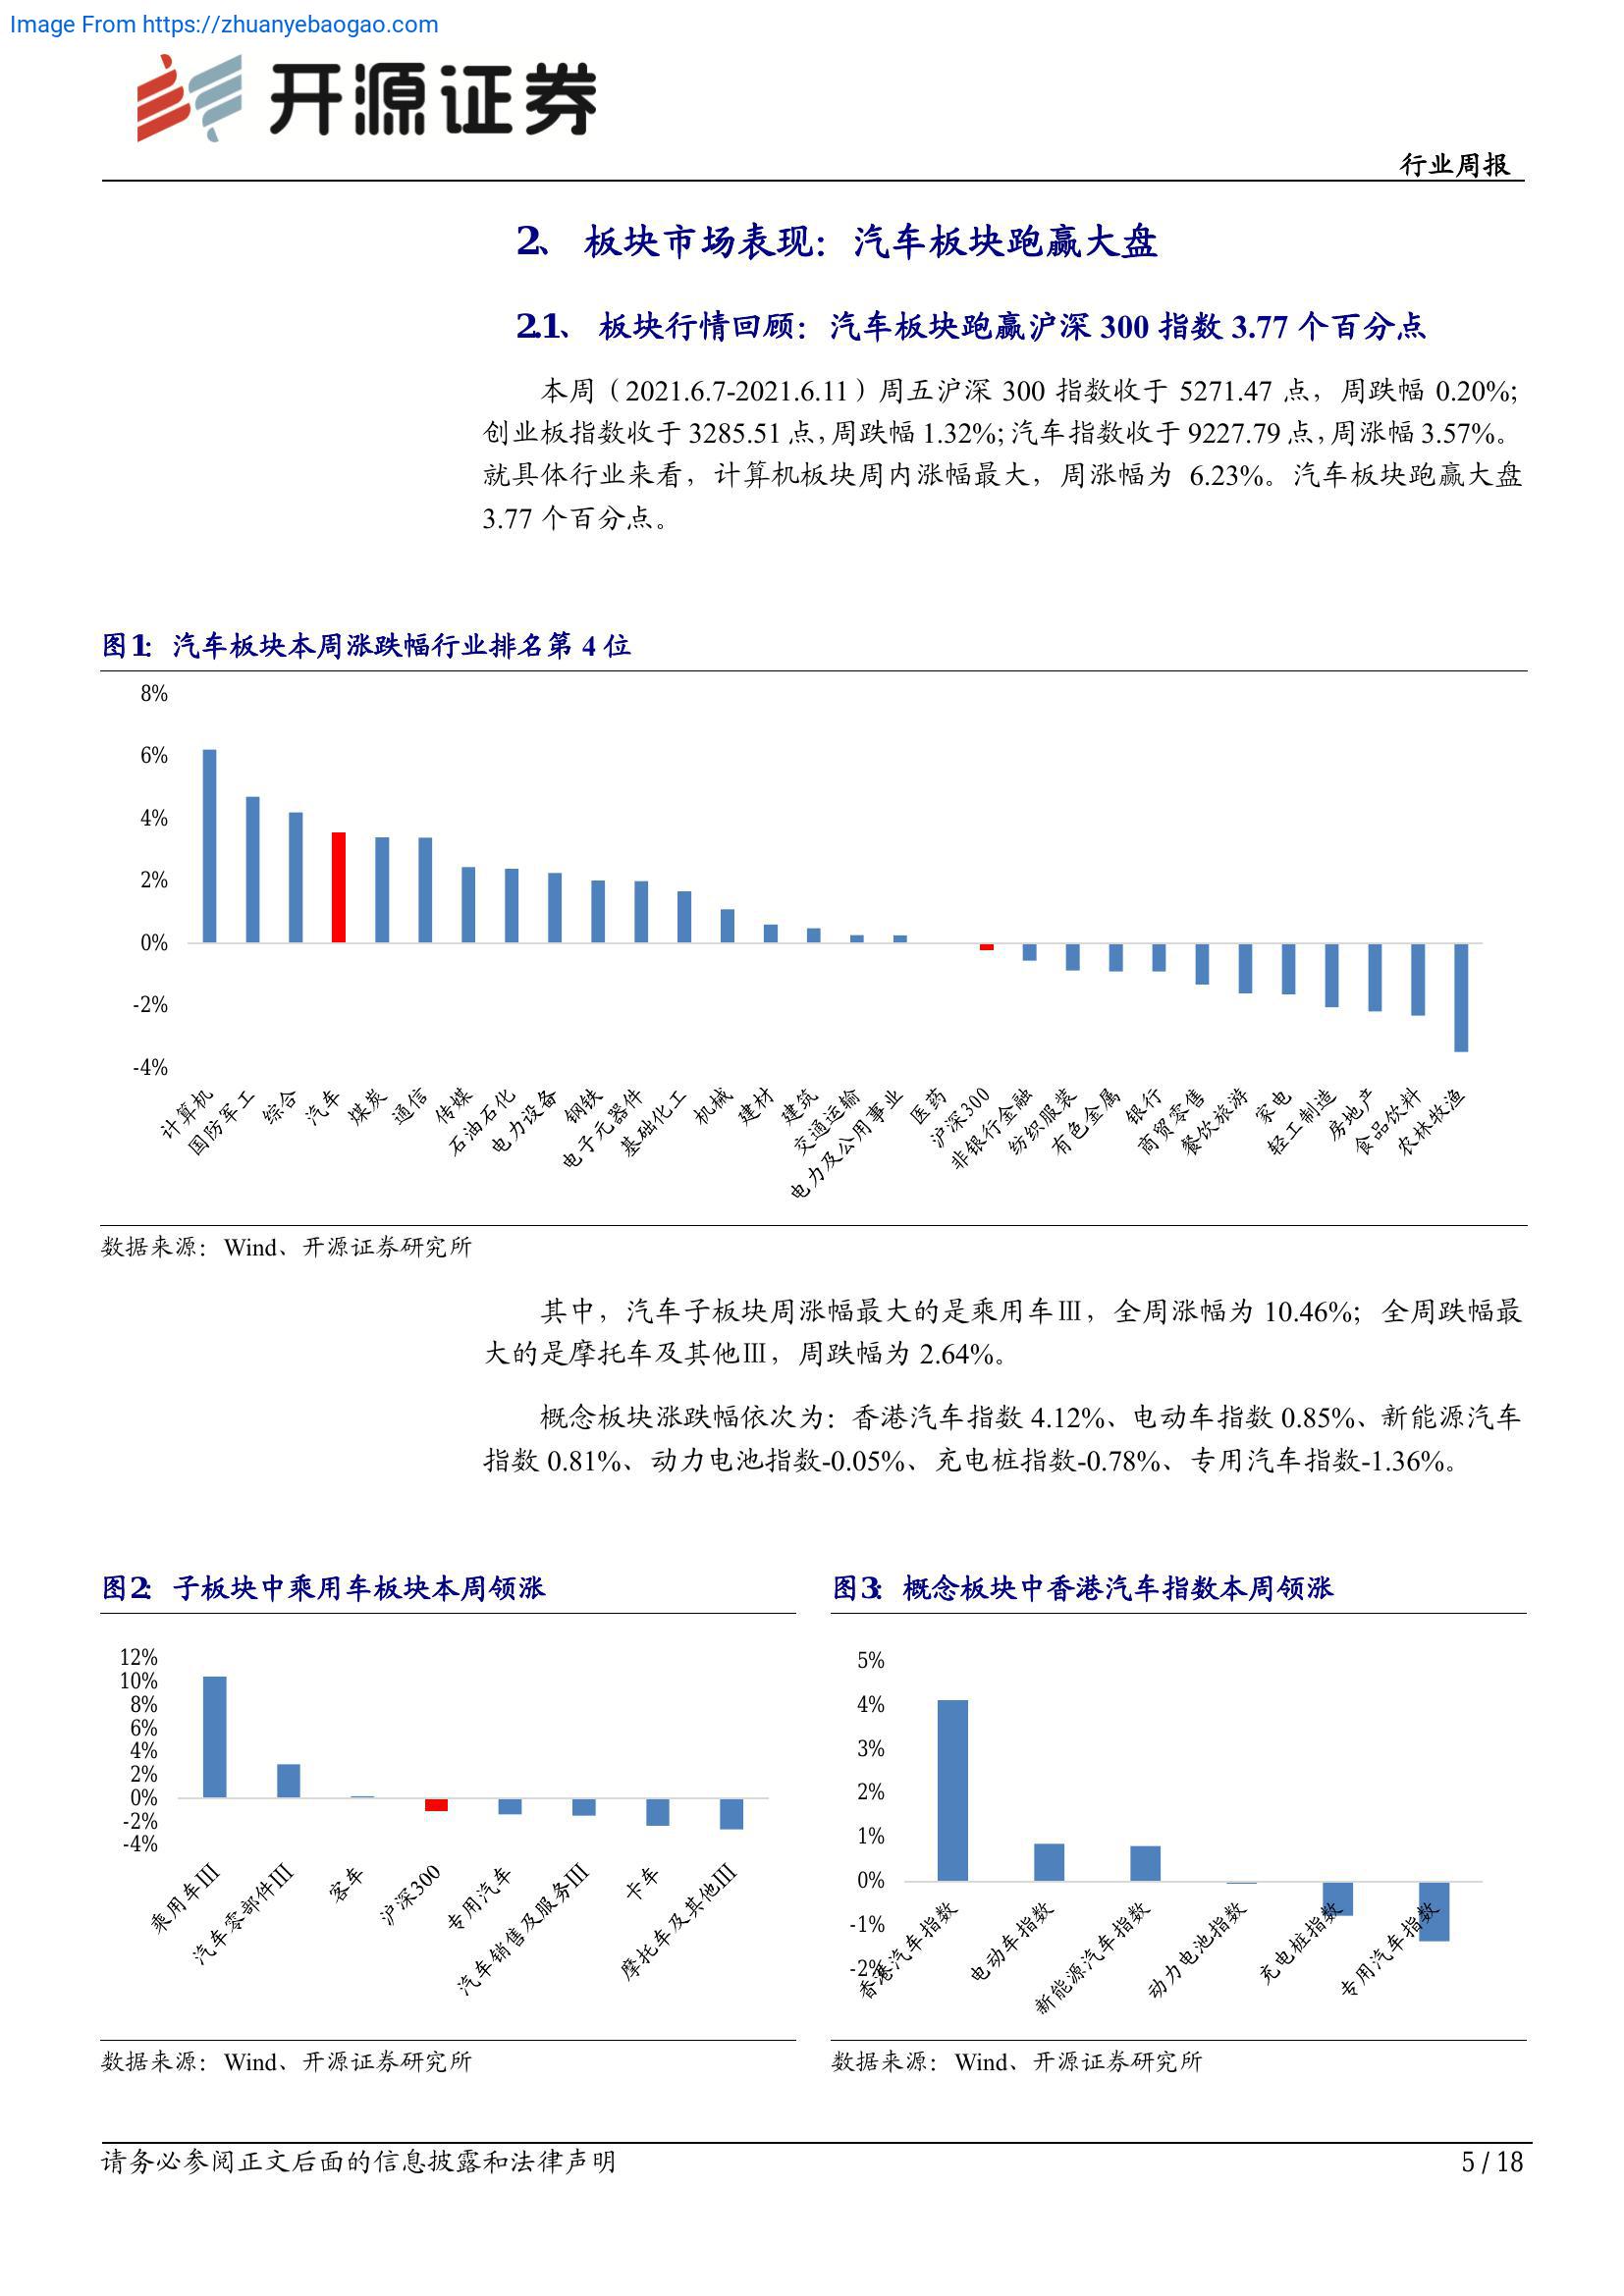 Image From https://zhuanyebaogao.com
开源证券
行业周报
2、 板块市场表现：汽车板块跑赢大盘
2.1、 板块行情回顾：汽车板块跑赢沪深 300 指数 3.77 个百分点
本周（2021.6.7-2021.6.11）周五沪深 300 指数收于 5271.47 点，周跌幅 0.20%;
创业板指数收于 3285.51 点，周跌幅 1.32%；汽车指数收于 9227.79 点，周涨幅 3.57%。
就具体行业来看，计算机板块周内涨幅最大，周涨幅为 6.23%。汽车板块跑赢大盘
3.77 个百分点。
图1：汽车板块本周涨跌幅行业排名第 4 位
8%
6%
4%
2%
0%
-2%
-4%
计算机
国防军工
综合
汽车
煤炭
通信
传媒
石油石化
电力设备
钢铁
电子元器件
基础化工
机械
建材
建筑
交通运输
电力及公用事业
医药
沪深300
非银行金融
纺织服装
有色金属
银行
商贸零售
餐饮旅游
家电
轻工制造
房地产
食品饮料
农林牧渔
数据来源：Wind、开源证券研究所
其中，汽车子板块周涨幅最大的是乘用车Ⅲ，全周涨幅为 10.46%；全周跌幅最
大的是摩托车及其他Ⅲ，周跌幅为 2.64%。
概念板块涨跌幅依次为：香港汽车指数 4.12%、电动车指数 0.85%、新能源汽车
指数 0.81%、动力电池指数-0.05%、充电桩指数-0.78%、专用汽车指数-1.36%。
图2：子板块中乘用车板块本周领涨
12%
10%
8%
6%
4%
2%
0%
-2%
-4%
乘用车III
汽车零部件III
客车
沪深300
专用汽车
汽车销售及服务III
卡车
摩托车及其他III
数据来源：Wind、开源证券研究所
图3：概念板块中香港汽车指数本周领涨
5%
4%
3%
2%
1%
0%
-1%
-2%
香港汽车指数
电动车指数
新能源汽车指数
动力电池指数
充电桩指数
专用汽车指数
数据来源：Wind、开源证券研究所
请务必参阅正文后面的信息披露和法律声明
5 / 18